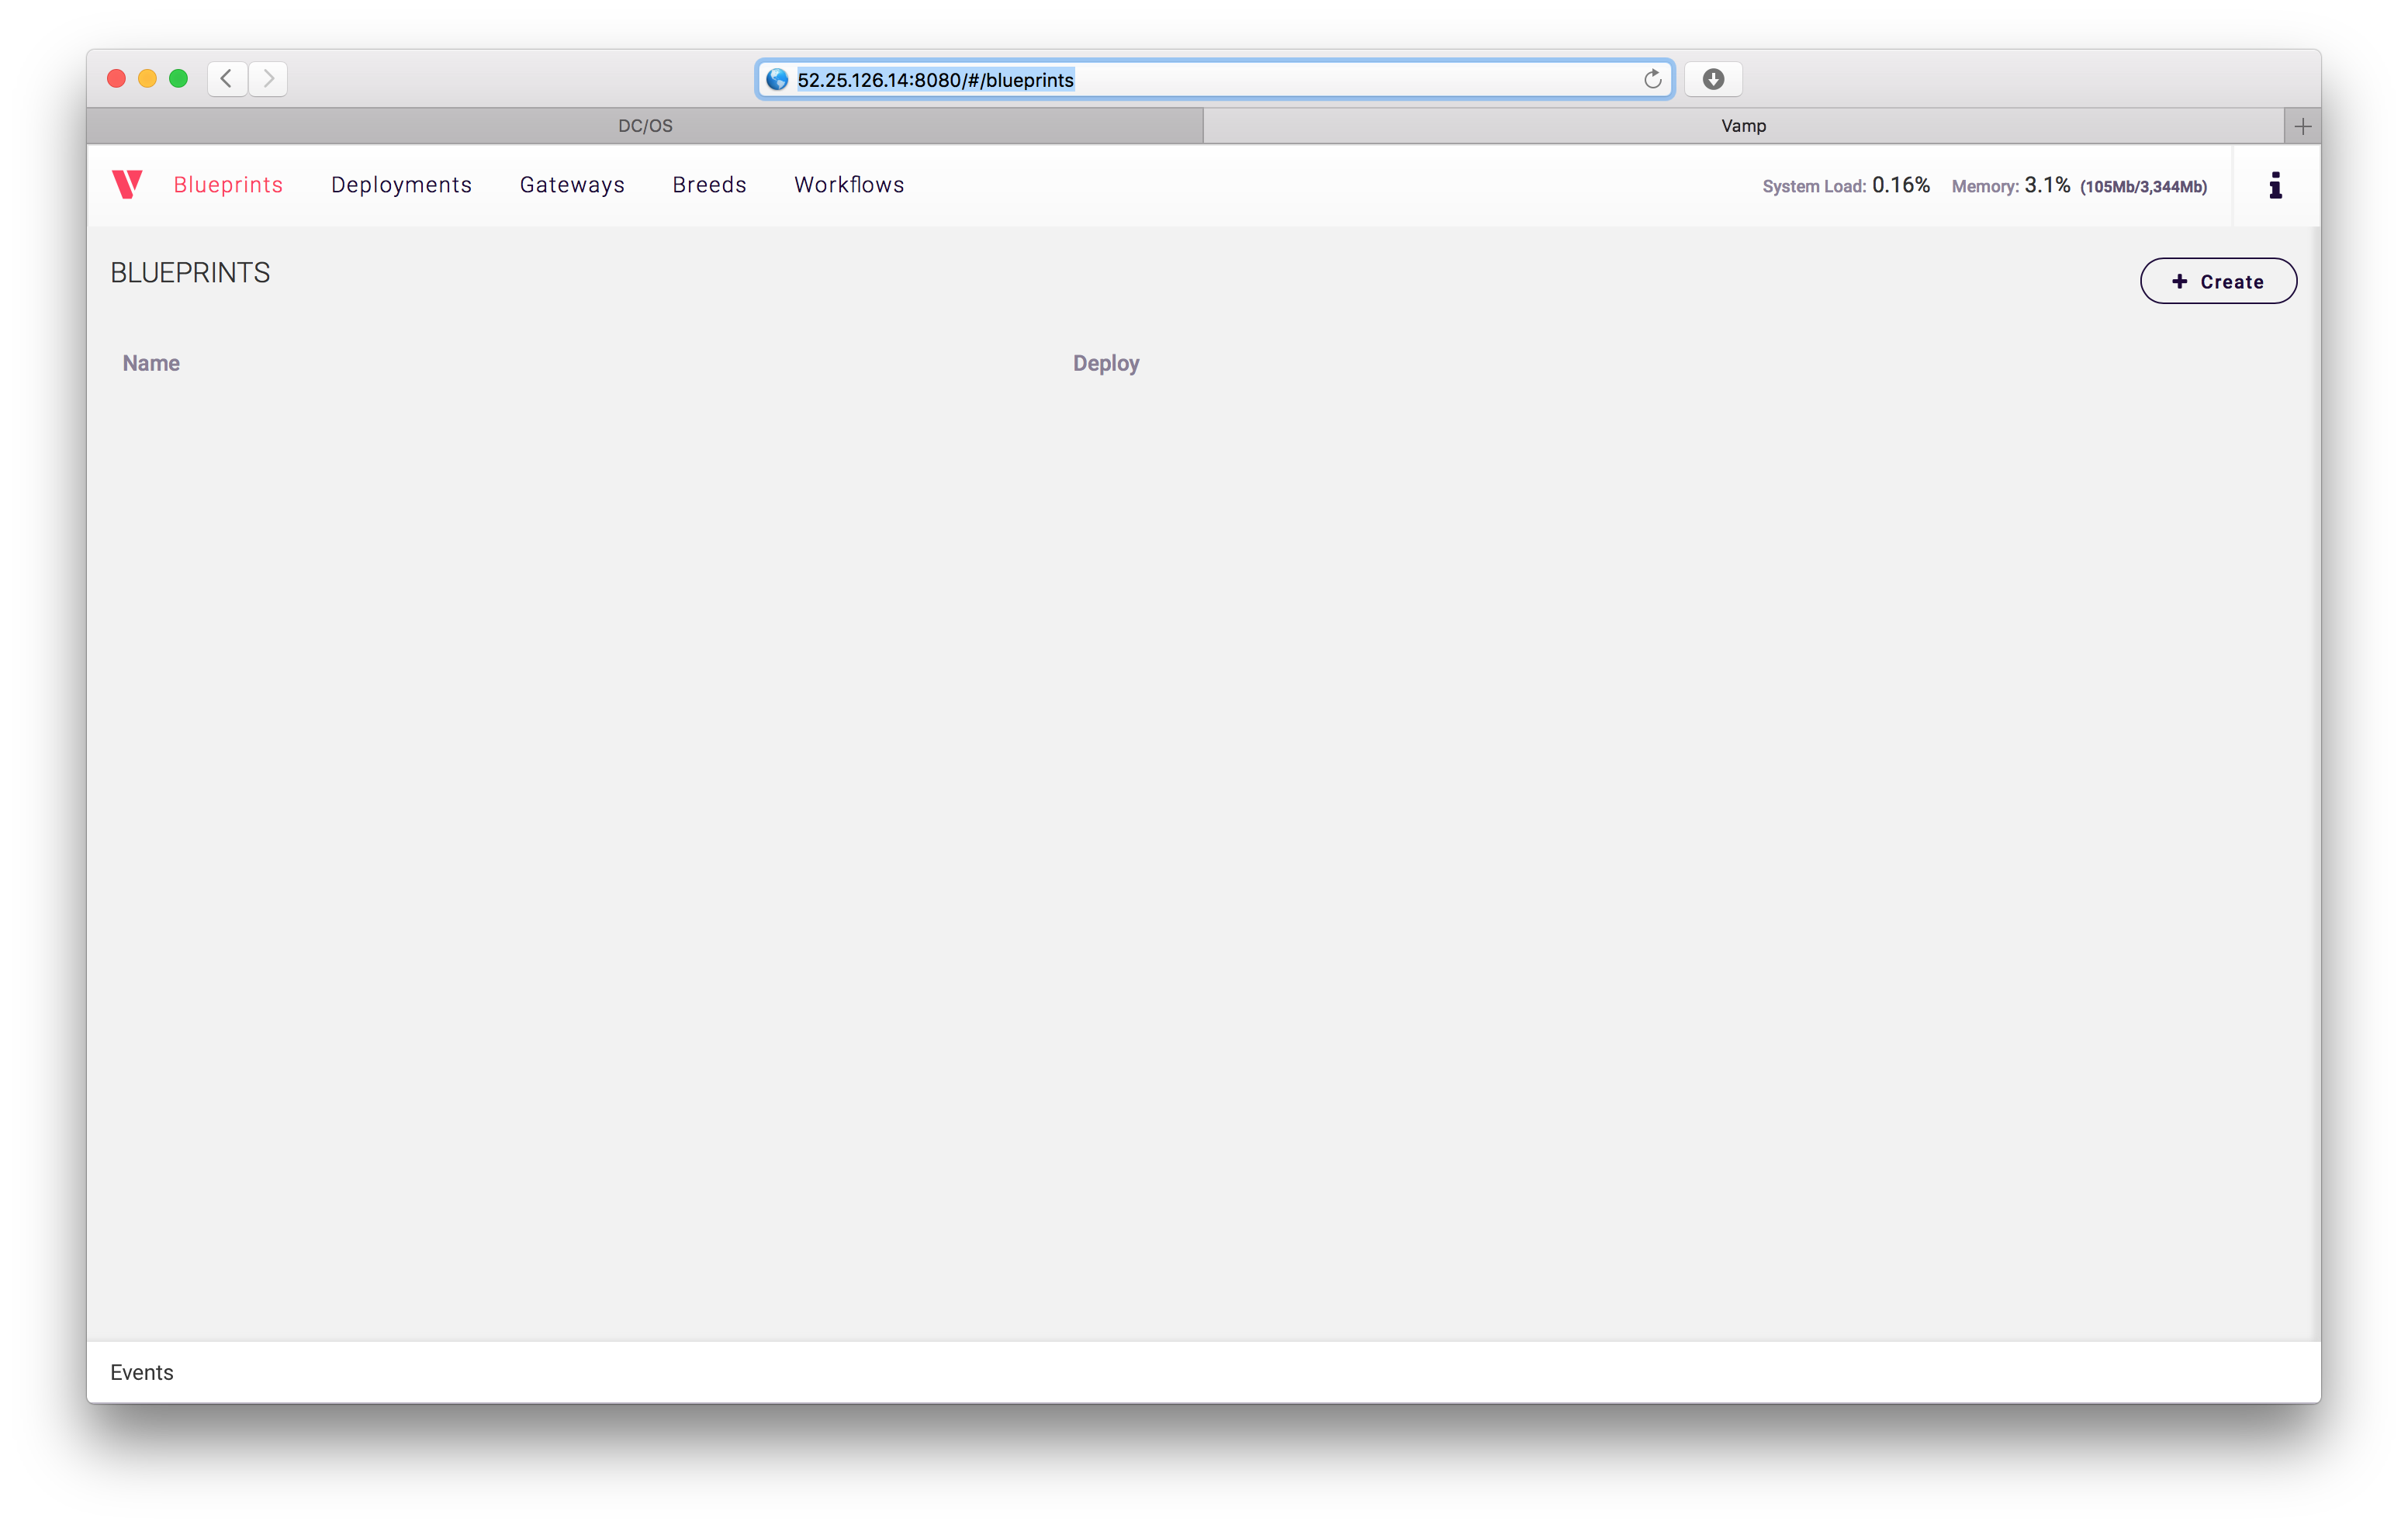 52.25.126.14:8080/#/blueprints
DC/OS
Vamp
Blueprints Deployments Gateways Breeds Workflows System Load: 0.16% Memory: 3.1% (105Mb/3,344Mb)
BLUEPRINTS
Create
Name Deploy
Events